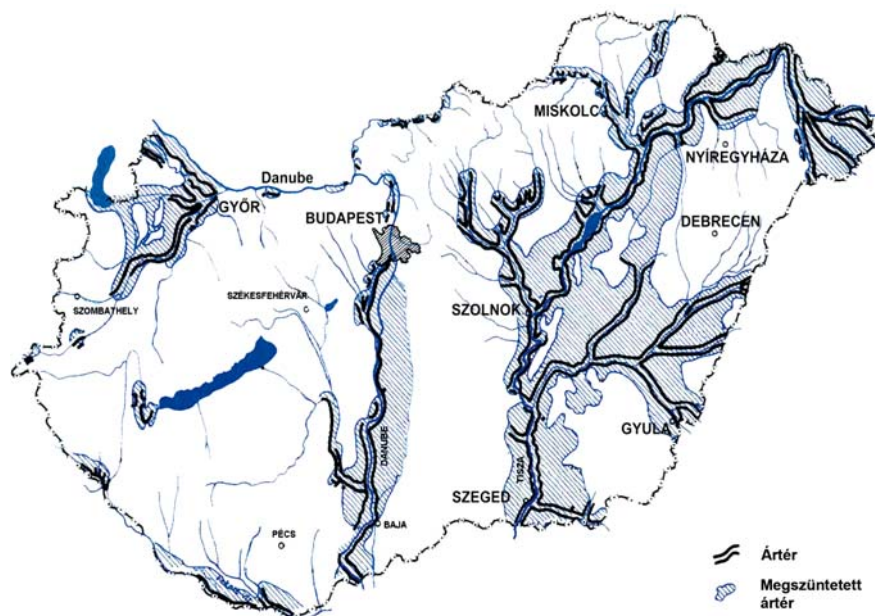 MISKOLC
NYÍREGYHÁZA
Danube
GYŐR
BUDAPEST
DEBRECEN
SZÉKESFEHÉRVÁR
SZOMBATHELY
SZOLNOK
GYULA
DANUBE
TISZA
SZEGED
BAJA
PÉCS
Ártér
Megszüntetett
ártér